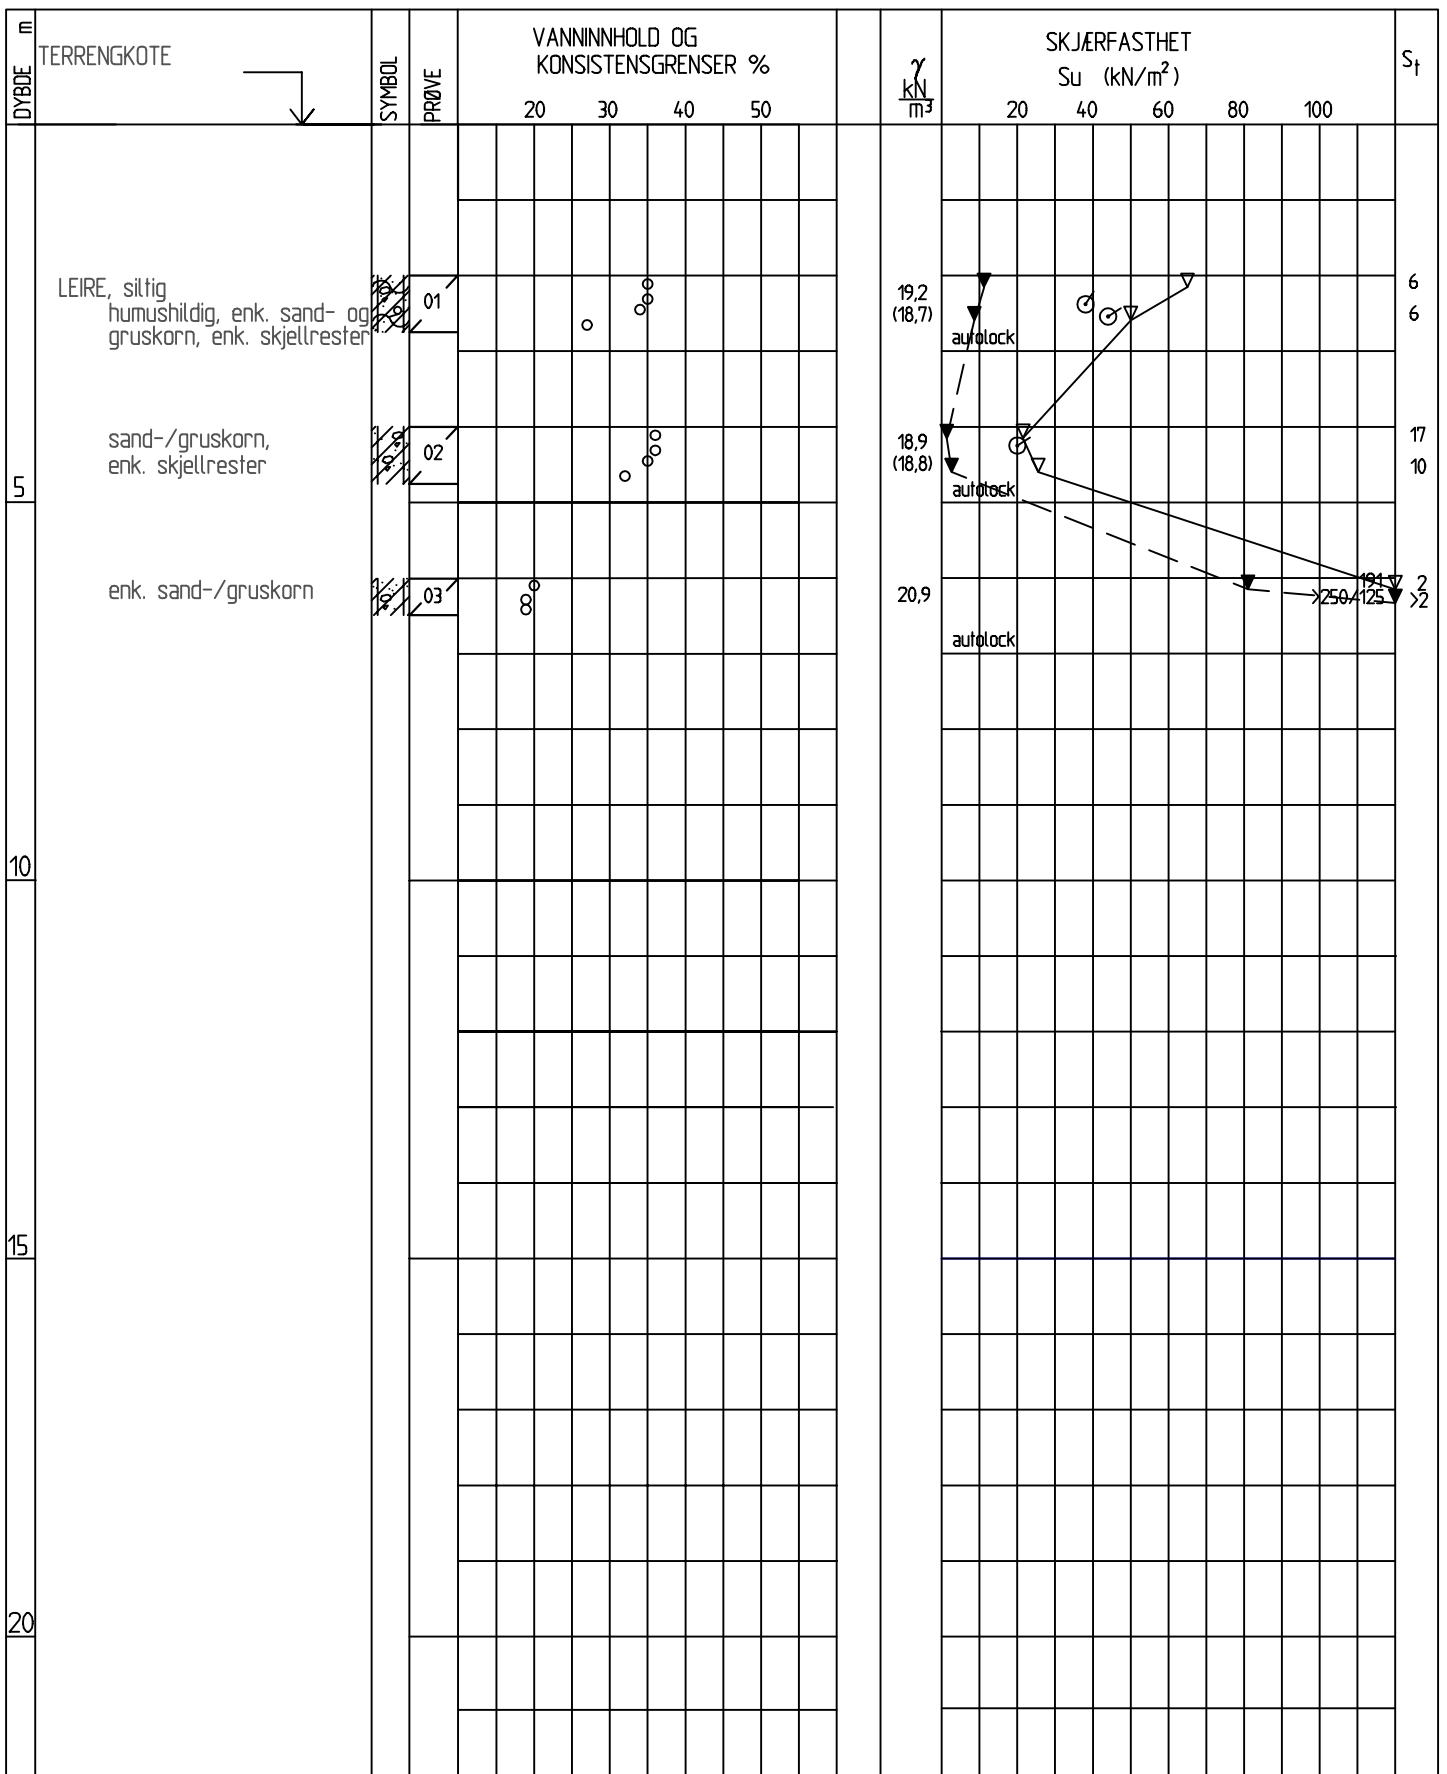 DYBDE m
TERRENGKOTE
SYMBOL
PRØVE
VANNINNHOLD OG
KONSISTENSGRENSER %
20 30 40 50
γ
kN
m³
SKJÆRFASTHET
Su (kN/m²)
20 40 60 80 100
St
LEIRE, siltig
humushildig, enk. sand- og
gruskorn, enk. skjellrester
01
19,2
(18,7)
autolock
6
6
sand-/gruskorn,
enk. skjellrester
02
18,9
(18,8)
autolock
17
10
5
enk. sand-/gruskorn
03
20,9
autolock
191
>250/125
2
>2
10
15
20